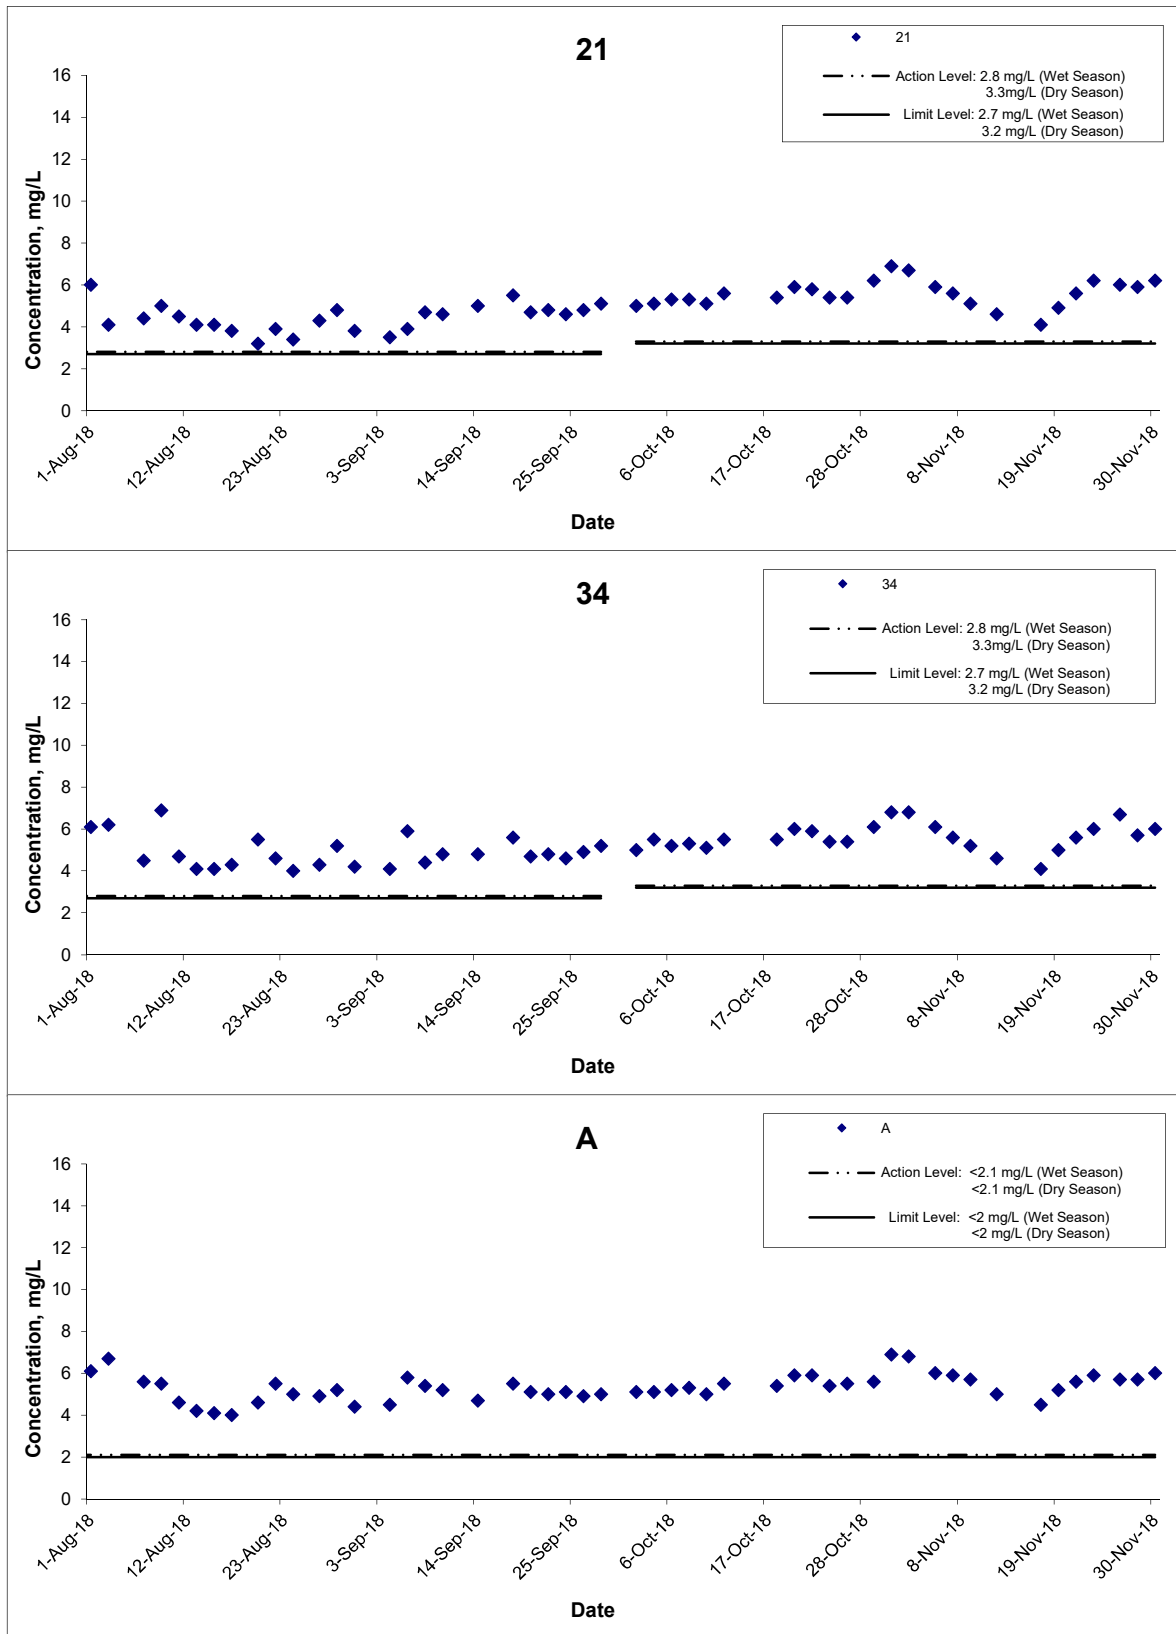 21
21
Action Level: 2.8 mg/L (Wet Season)
3.3mg/L (Dry Season)
Limit Level: 2.7 mg/L (Wet Season)
3.2 mg/L (Dry Season)
Concentration, mg/L
16
14
12
10
8
6
4
2
0
1-Aug-18
12-Aug-18
23-Aug-18
3-Sep-18
14-Sep-18
25-Sep-18
6-Oct-18
17-Oct-18
28-Oct-18
8-Nov-18
19-Nov-18
30-Nov-18
Date
34
34
Action Level: 2.8 mg/L (Wet Season)
3.3mg/L (Dry Season)
Limit Level: 2.7 mg/L (Wet Season)
3.2 mg/L (Dry Season)
Concentration, mg/L
16
14
12
10
8
6
4
2
0
1-Aug-18
12-Aug-18
23-Aug-18
3-Sep-18
14-Sep-18
25-Sep-18
6-Oct-18
17-Oct-18
28-Oct-18
8-Nov-18
19-Nov-18
30-Nov-18
Date
A
A
Action Level: <2.1 mg/L (Wet Season)
<2.1 mg/L (Dry Season)
Limit Level: <2 mg/L (Wet Season)
<2 mg/L (Dry Season)
Concentration, mg/L
16
14
12
10
8
6
4
2
0
1-Aug-18
12-Aug-18
23-Aug-18
3-Sep-18
14-Sep-18
25-Sep-18
6-Oct-18
17-Oct-18
28-Oct-18
8-Nov-18
19-Nov-18
30-Nov-18
Date